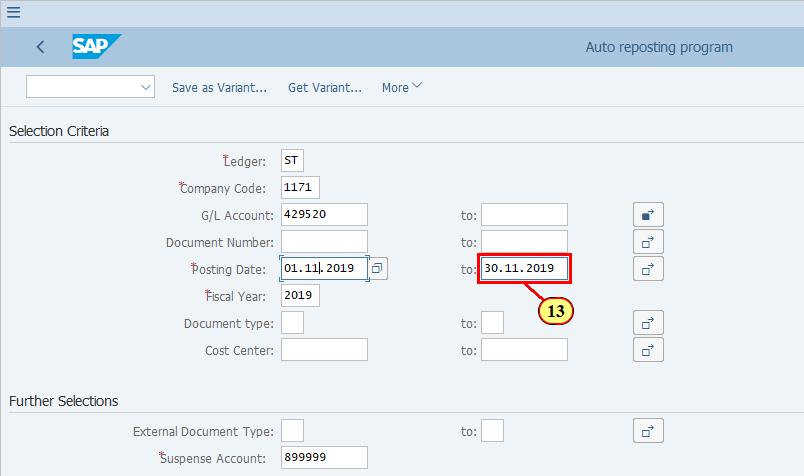 SAP Auto reposting program
Save as Variant... Get Variant... More
Selection Criteria
*Ledger: ST
*Company Code: 1171
G/L Account: 429520 to:
Document Number: to:
*Posting Date: 01.11.2019 to: 30.11.2019
*Fiscal Year: 2019
13
Document type: to:
Cost Center: to:
Further Selections
External Document Type: to:
*Suspense Account: 899999